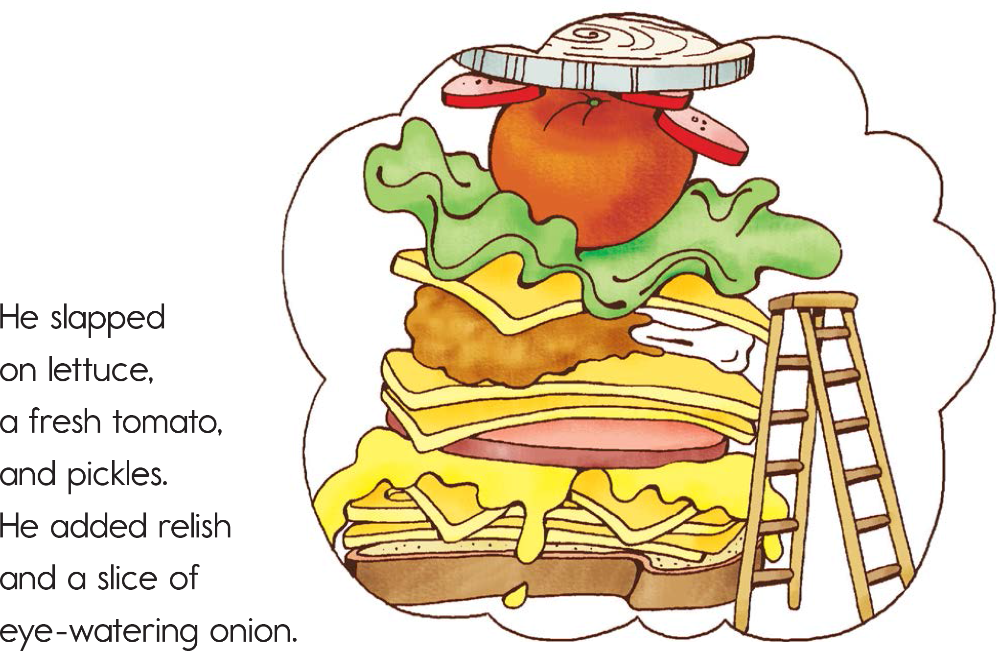 He slapped
on lettuce,
a fresh tomato,
and pickles.
He added relish
and a slice of
eye-watering onion.